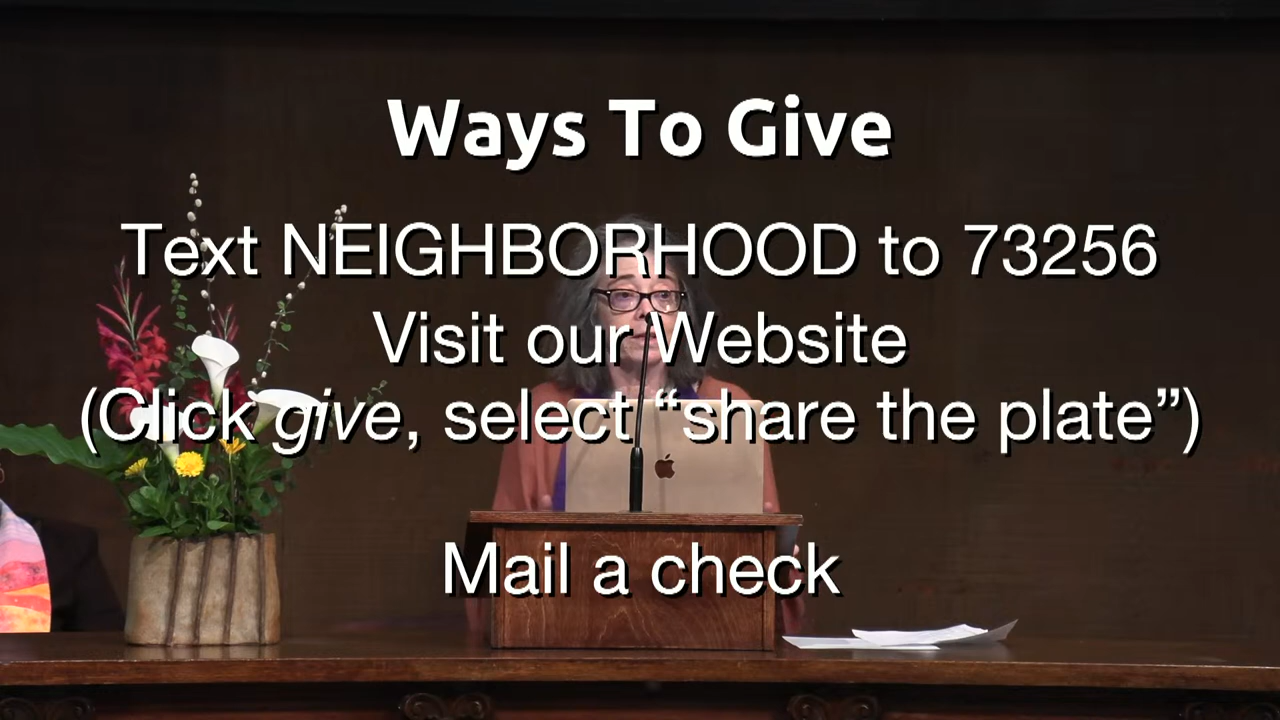 Ways To Give
Text NEIGHBORHOOD to 73256
Visit our Website
(Click give, select “share the plate”)
Mail a check